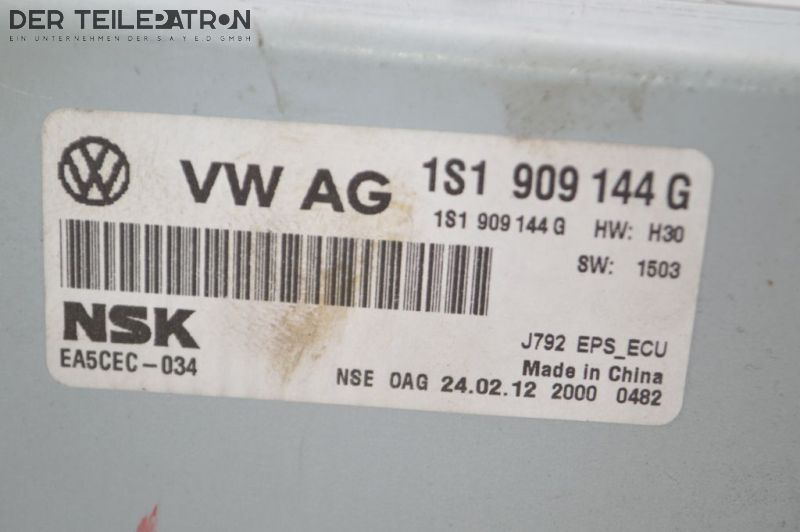 DER TEILEPATRON
EIN UNTERNEHMEN DER S.A.Y.E.D GMBH
VW AG 1S1 909 144 G
1S1 909 144 G HW: H30
SW: 1503
NSK
EA5CEC-034
J792 EPS_ECU
Made in China
NSE 0AG 24.02.12 2000 0482